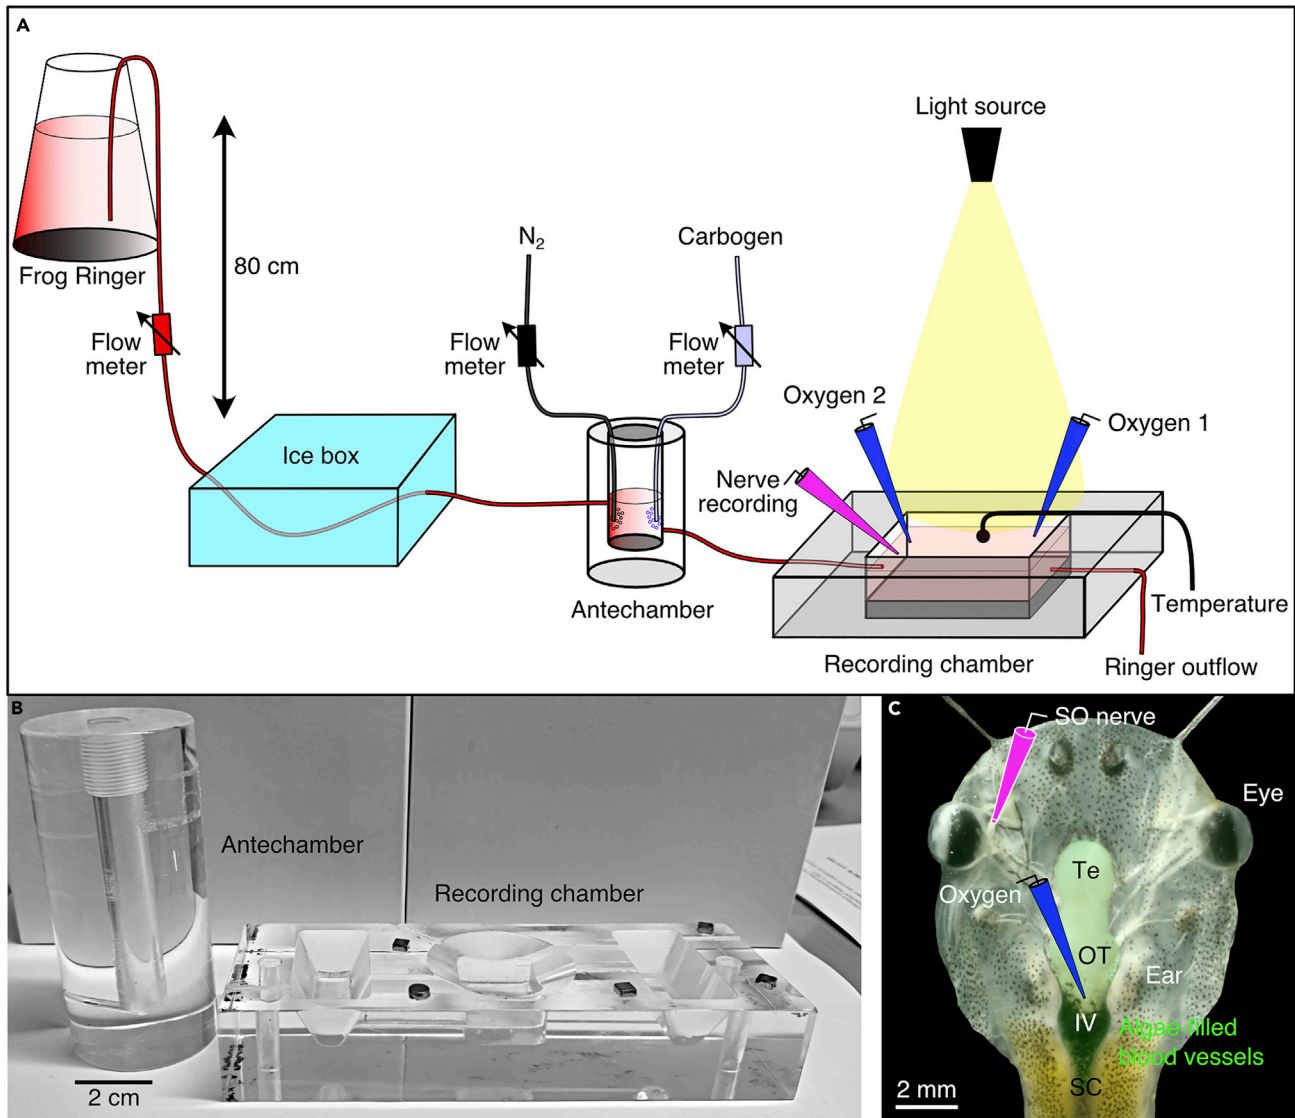 A
Light source
N2
Carbogen
80 cm
Frog Ringer
Flow
meter
Flow
meter
Flow
meter
Oxygen 2
Oxygen 1
Ice box
Nerve
recording
Antechamber
Temperature
Recording chamber
Ringer outflow
B
Antechamber
Recording chamber
2 cm
C
SO nerve
Eye
Te
Oxygen
OT
Ear
IV
Algae-filled
blood vessels
SC
2 mm